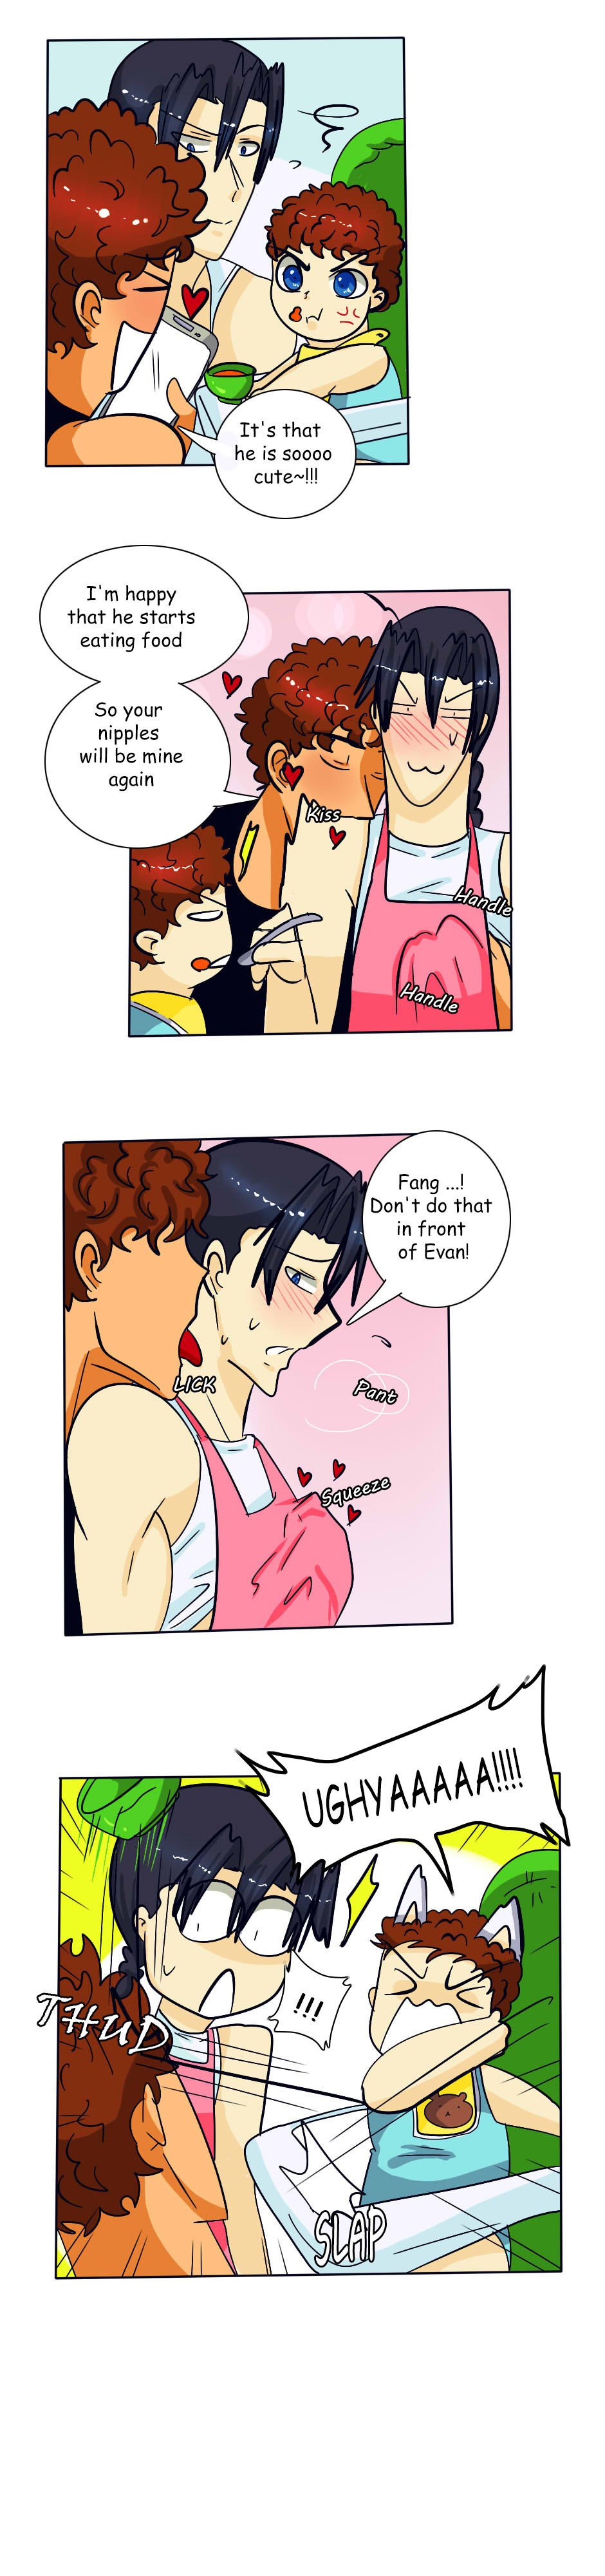 It's that
he is soooo
cute~!!!
I'm happy
that he starts
eating food
So your
nipples
will be mine
again
Kiss
Handle
Handle
Fang ...!
Don't do that
in front
of Evan!
LICK
Pant
Squeeze
UGHYAAAAA!!!!
!!!
THUD
SLAP